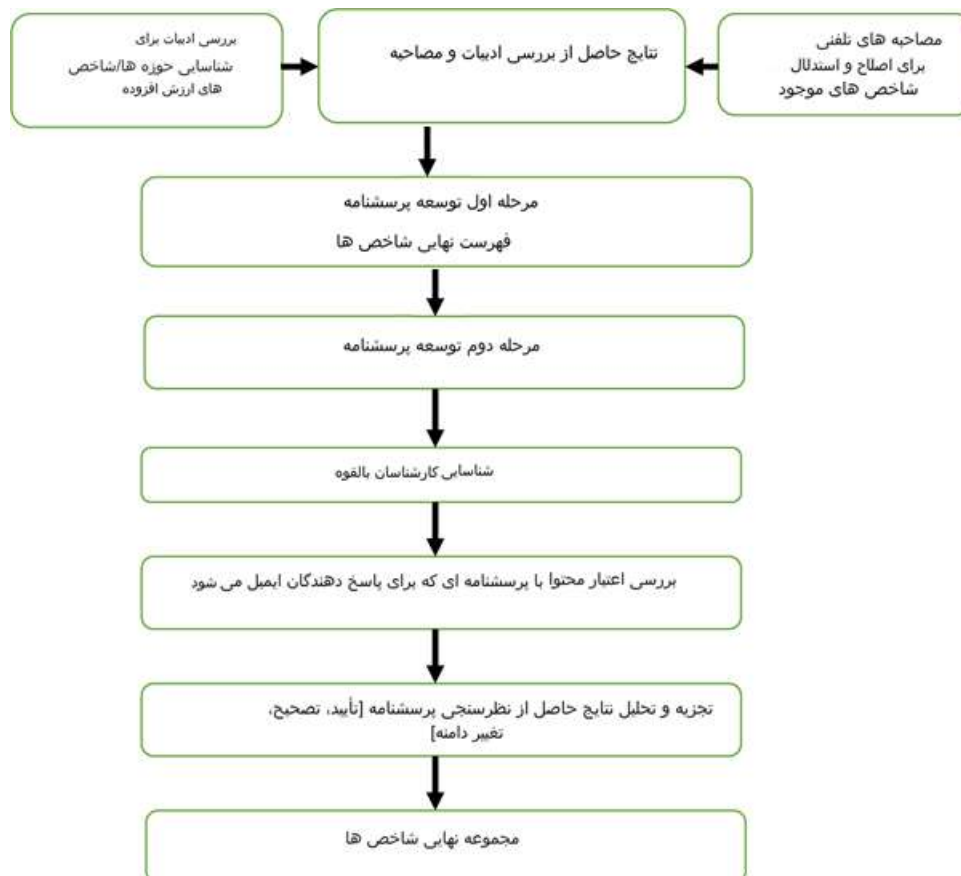 مصاحبه های تلفنی
برای اصلاح و استدلال
شاخص های موجود
نتایج حاصل از بررسی ادبیات و مصاحبه
بررسی ادبیات برای
شناسایی حوزه ها/شاخص
های ارزش افزوده
مرحله اول توسعه پرسشنامه
فهرست نهایی شاخص ها
مرحله دوم توسعه پرسشنامه
شناسایی کارشناسان بالقوه
بررسی اعتبار محتوا با پرسشنامه ای که برای پاسخ دهندگان ایمیل می شود
تجزیه و تحلیل نتایج حاصل از نظرسنجی پرسشنامه [تأیید، تصحیح،
تغییر دامنه]
مجموعه نهایی شاخص ها